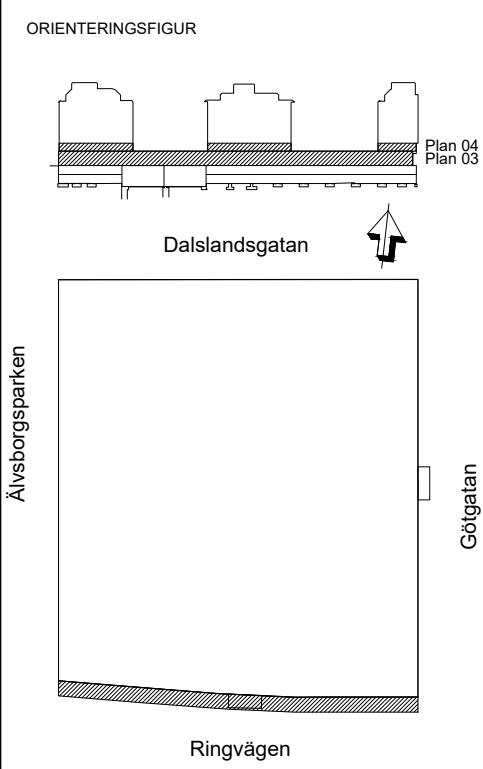 ORIENTERINGSFIGUR
Plan 04
Plan 03
Dalslandsgatan
Älvsborgsparken
Götgatan
Ringvägen